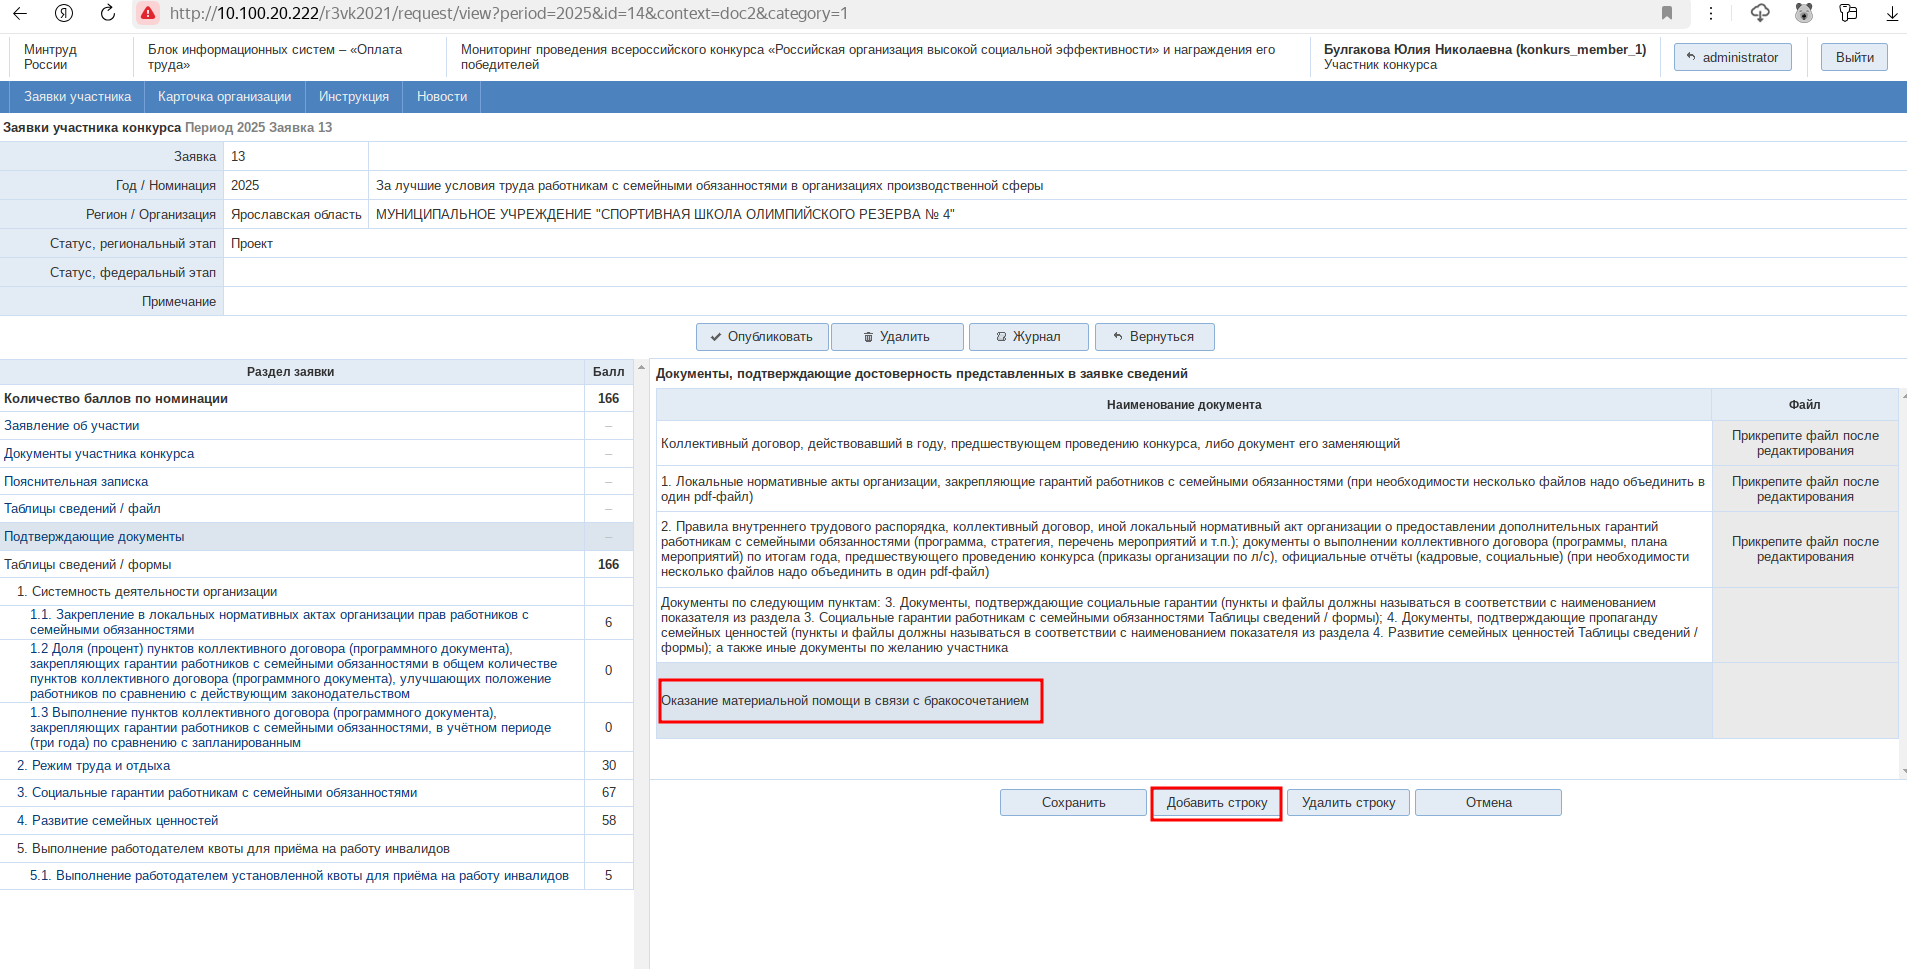 http://10.100.20.222/r3vk2021/request/view?period=2025&id=14&context=doc2&category=1
Минтруд
России
Блок информационных систем – «Оплата
труда»
Мониторинг проведения всероссийского конкурса «Российская организация высокой социальной эффективности» и награждения его
победителей
Булгакова Юлия Николаевна (konkurs_member_1)
Участник конкурса
administrator
Выйти
Заявки участника
Карточка организации
Инструкция
Новости
Заявки участника конкурса Период 2025 Заявка 13
Заявка 13
Год / Номинация 2025 За лучшие условия труда работникам с семейными обязанностями в организациях производственной сферы
Регион / Организация Ярославская область МУНИЦИПАЛЬНОЕ УЧРЕЖДЕНИЕ "СПОРТИВНАЯ ШКОЛА ОЛИМПИЙСКОГО РЕЗЕРВА № 4"
Статус, региональный этап Проект
Статус, федеральный этап
Примечание
Опубликовать
Удалить
Журнал
Вернуться
Раздел заявки Балл
Количество баллов по номинации 166
Заявление об участии –
Документы участника конкурса –
Пояснительная записка –
Таблицы сведений / файл –
Подтверждающие документы –
Таблицы сведений / формы 166
1. Системность деятельности организации
1.1. Закрепление в локальных нормативных актах организации прав работников с
семейными обязанностями
6
1.2 Доля (процент) пунктов коллективного договора (программного документа),
закрепляющих гарантии работников с семейными обязанностями в общем количестве
пунктов коллективного договора (программного документа), улучшающих положение
работников по сравнению с действующим законодательством
0
1.3 Выполнение пунктов коллективного договора (программного документа),
закрепляющих гарантии работников с семейными обязанностями, в учётном периоде
(три года) по сравнению с запланированным
0
2. Режим труда и отдыха 30
3. Социальные гарантии работникам с семейными обязанностями 67
4. Развитие семейных ценностей 58
5. Выполнение работодателем квоты для приёма на работу инвалидов
5.1. Выполнение работодателем установленной квоты для приёма на работу инвалидов 5
Документы, подтверждающие достоверность представленных в заявке сведений
Наименование документа Файл
Коллективный договор, действовавший в году, предшествующем проведению конкурса, либо документ его заменяющий
Прикрепите файл после
редактирования
1. Локальные нормативные акты организации, закрепляющие гарантий работников с семейными обязанностями (при необходимости несколько файлов надо объединить в
один pdf-файл)
Прикрепите файл после
редактирования
2. Правила внутреннего трудового распорядка, коллективный договор, иной локальный нормативный акт организации о предоставлении дополнительных гарантий
работникам с семейными обязанностями (программа, стратегия, перечень мероприятий и т.п.); документы о выполнении коллективного договора (программы, плана
мероприятий) по итогам года, предшествующего проведению конкурса (приказы организации по л/с), официальные отчёты (кадровые, социальные) (при необходимости
несколько файлов надо объединить в один pdf-файл)
Прикрепите файл после
редактирования
Документы по следующим пунктам: 3. Документы, подтверждающие социальные гарантии (пункты и файлы должны называться в соответствии с наименованием
показателя из раздела 3. Социальные гарантии работникам с семейными обязанностями Таблицы сведений / формы); 4. Документы, подтверждающие пропаганду
семейных ценностей (пункты и файлы должны называться в соответствии с наименованием показателя из раздела 4. Развитие семейных ценностей Таблицы сведений /
формы); а также иные документы по желанию участника
Оказание материальной помощи в связи с бракосочетанием
Сохранить
Добавить строку
Удалить строку
Отмена